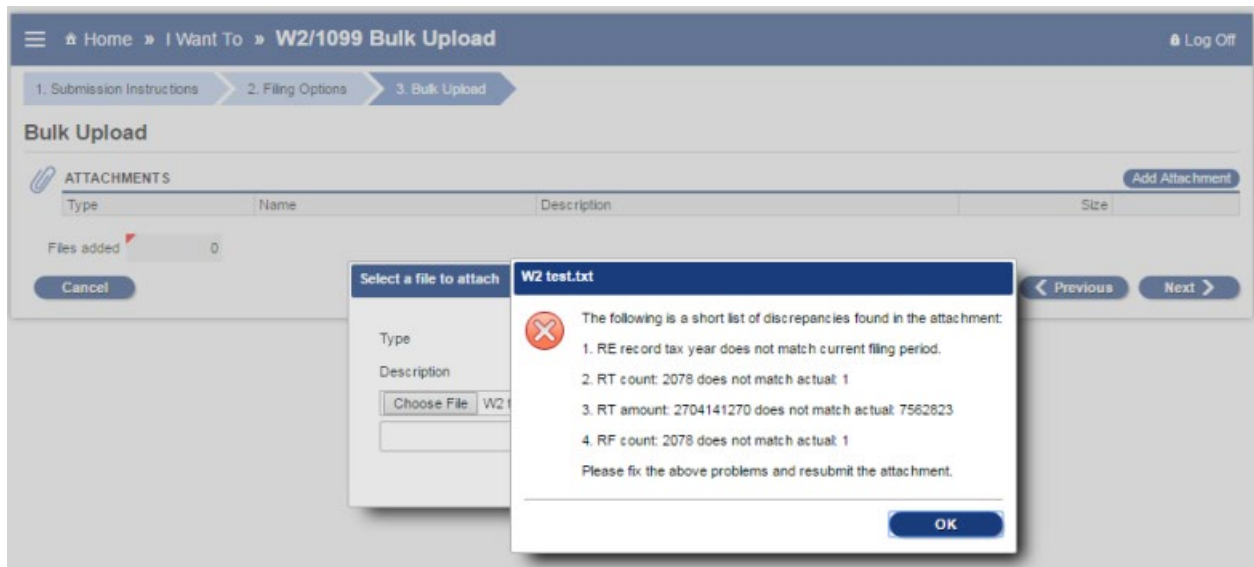 Home » I Want To » W2/1099 Bulk Upload
Log Off
1. Submission Instructions
2. Filing Options
3. Bulk Upload
Bulk Upload
ATTACHMENTS
Add Attachment
Type Name Description Size
Files added 0
Cancel
Previous
Next
Select a file to attach
Type
Description
Choose File W2
W2 test.txt
The following is a short list of discrepancies found in the attachment:
1. RE record tax year does not match current filing period.
2. RT count: 2078 does not match actual: 1
3. RT amount: 2704141270 does not match actual: 7562823
4. RF count: 2078 does not match actual: 1
Please fix the above problems and resubmit the attachment.
OK